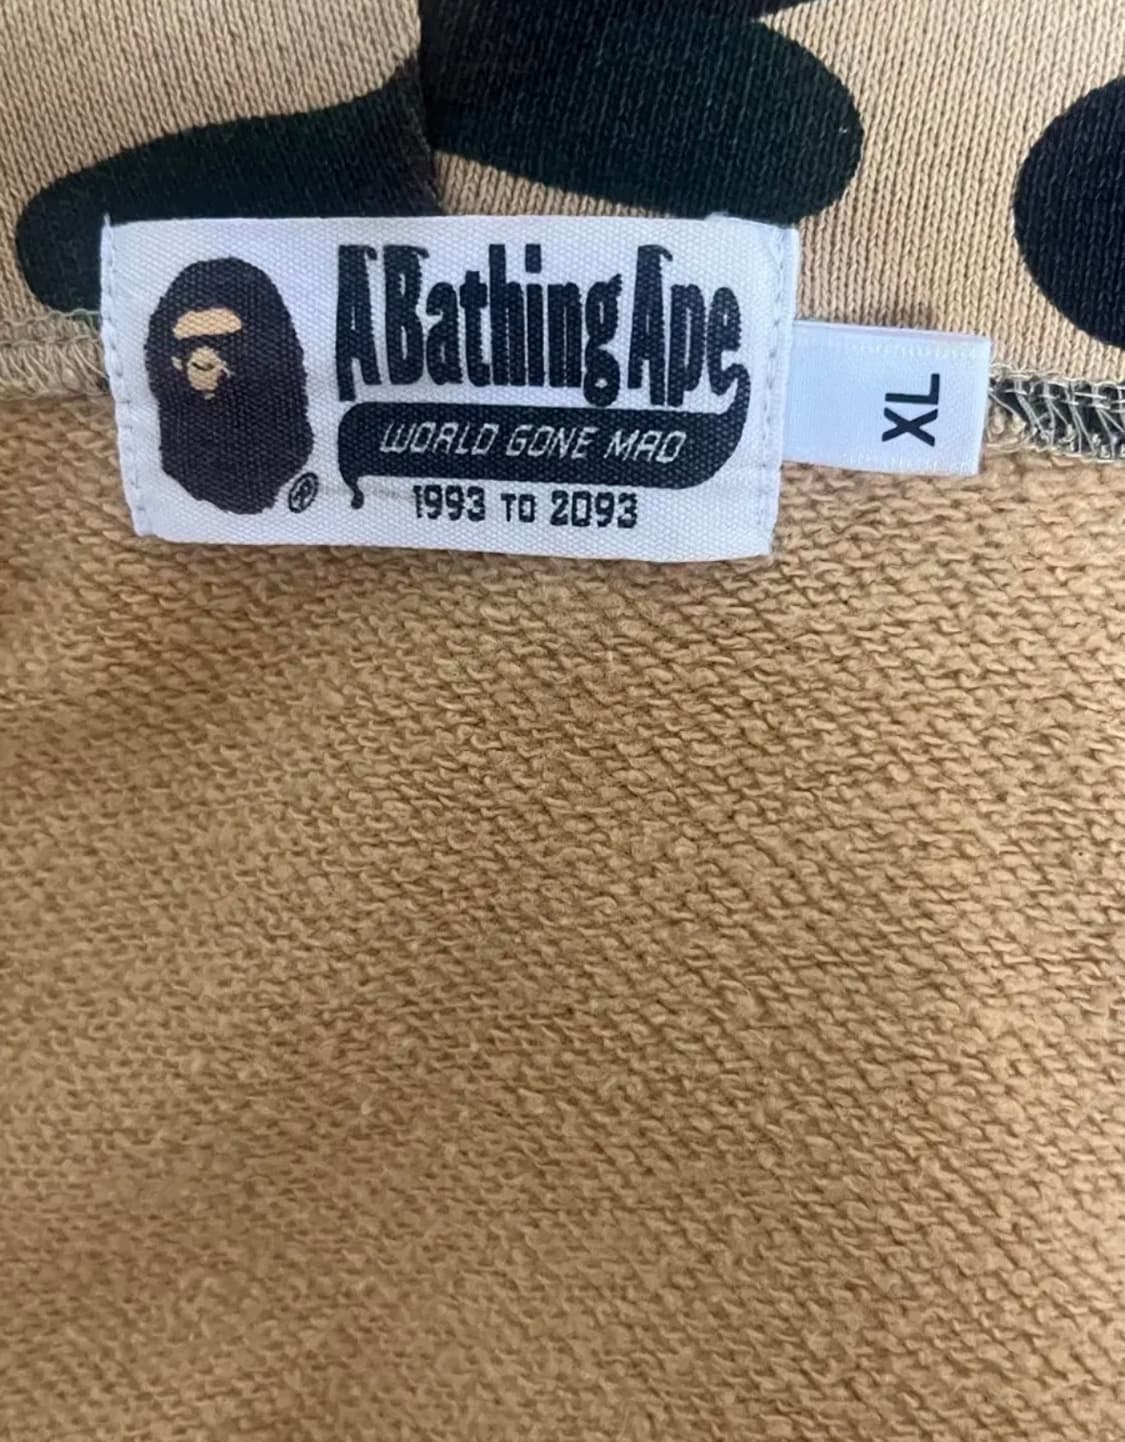 A Bathing Ape
WORLD GONE MAD
1993 TO 2093
®
XL